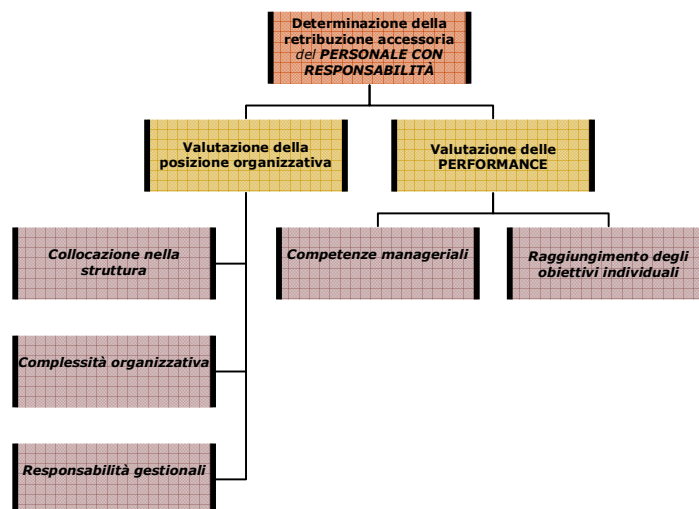 Determinazione della
retribuzione accessoria
del PERSONALE CON
RESPONSABILITÀ
Valutazione della
posizione organizzativa
Valutazione delle
PERFORMANCE
Collocazione nella
struttura
Competenze manageriali
Raggiungimento degli
obiettivi individuali
Complessità organizzativa
Responsabilità gestionali